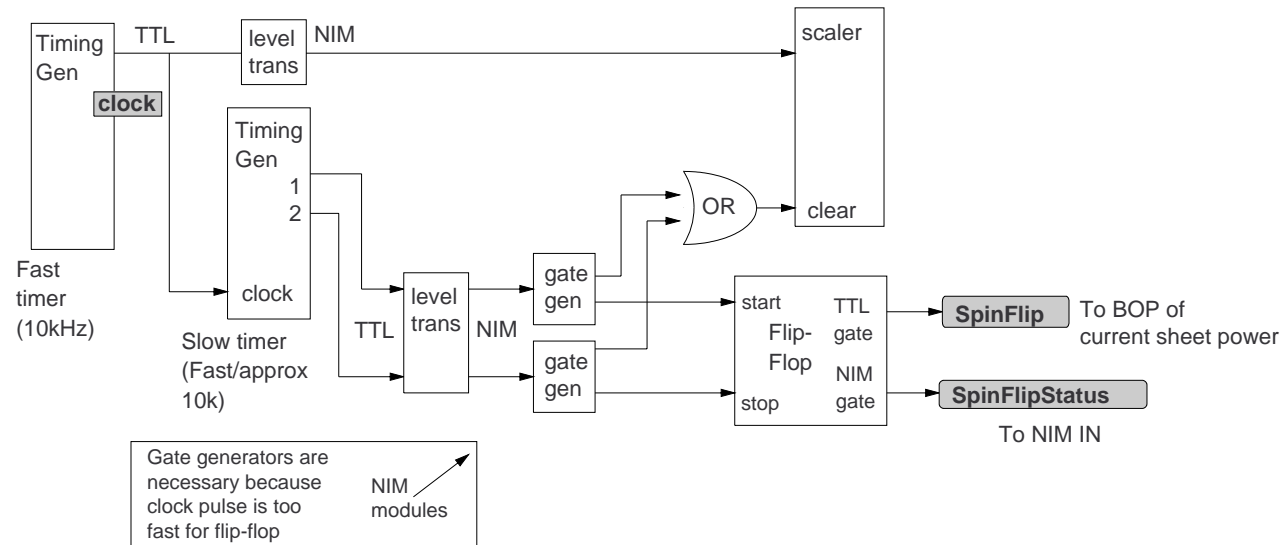 Timing
Gen
TTL
level
trans
NIM
scaler
clock
Timing
Gen
1
2
clock
OR
clear
Fast
timer
(10kHz)
Slow timer
(Fast/approx
10k)
TTL
level
trans
NIM
gate
gen
gate
gen
start
Flip-
Flop
stop
TTL
gate
NIM
gate
SpinFlip
To BOP of
current sheet power
SpinFlipStatus
To NIM IN
Gate generators are
necessary because
clock pulse is too
fast for flip-flop
NIM
modules